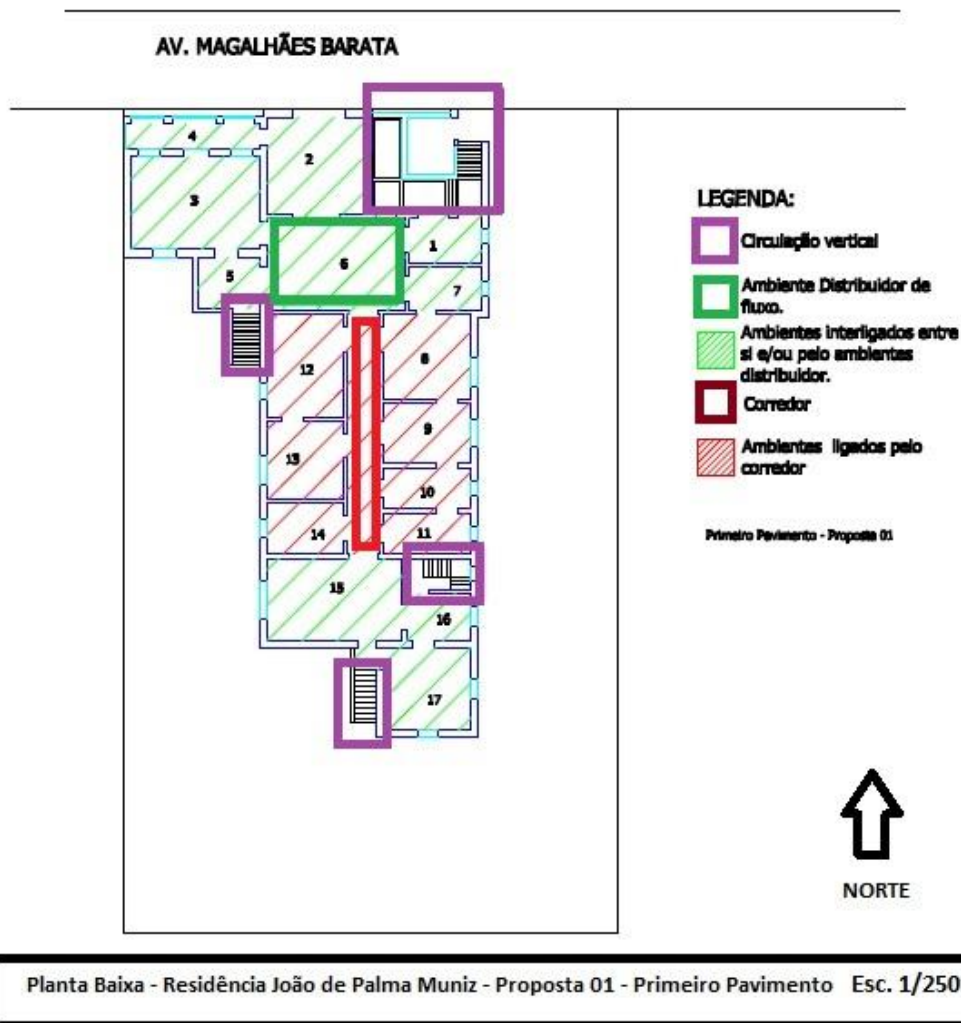 AV. MAGALHÃES BARATA
4
2
3
1
5
6
7
12
8
9
13
10
14
11
15
16
17
LEGENDA:
Circulação vertical
Ambiente Distribuidor de
fluxo.
Ambientes interligados entre
si e/ou pelo ambientes
distribuidor.
Corredor
Ambientes ligados pelo
corredor
Primeiro Pavimento - Proposta 01
NORTE
Planta Baixa - Residência João de Palma Muniz - Proposta 01 - Primeiro Pavimento Esc. 1/250